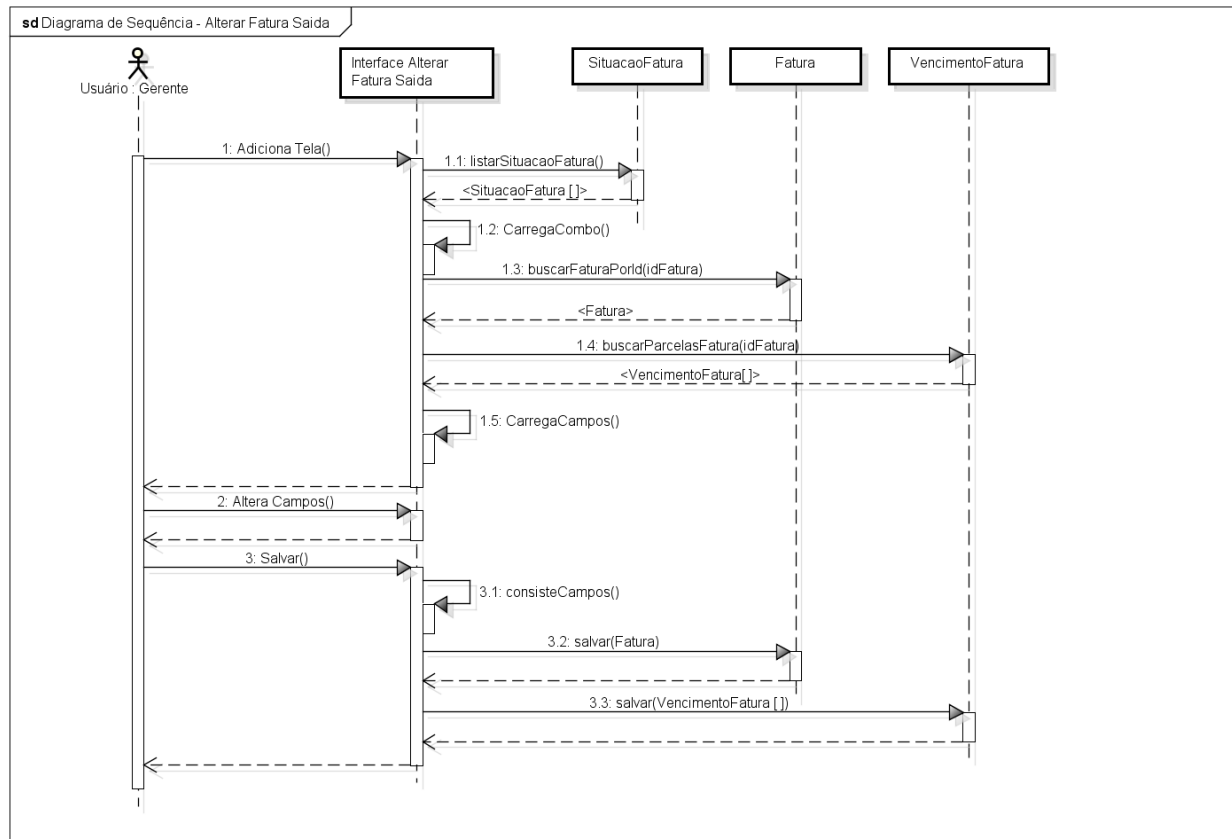 sd Diagrama de Sequência - Alterar Fatura Saida
Usuário : Gerente
Interface Alterar
Fatura Saida
SituacaoFatura
Fatura
VencimentoFatura
1: Adiciona Tela()
1.1: listarSituacaoFatura()
<SituacaoFatura [ ]>
1.2: CarregaCombo()
1.3: buscarFaturaPorId(idFatura)
<Fatura>
1.4: buscarParcelasFatura(idFatura)
<VencimentoFatura[ ]>
1.5: CarregaCampos()
2: Altera Campos()
3: Salvar()
3.1: consisteCampos()
3.2: salvar(Fatura)
3.3: salvar(VencimentoFatura [ ])